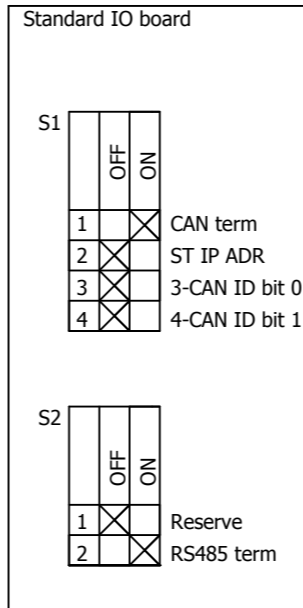 Standard IO board
S1
OFF
ON
1 CAN term
2 ST IP ADR
3 3-CAN ID bit 0
4 4-CAN ID bit 1
S2
OFF
ON
1 Reserve
2 RS485 term